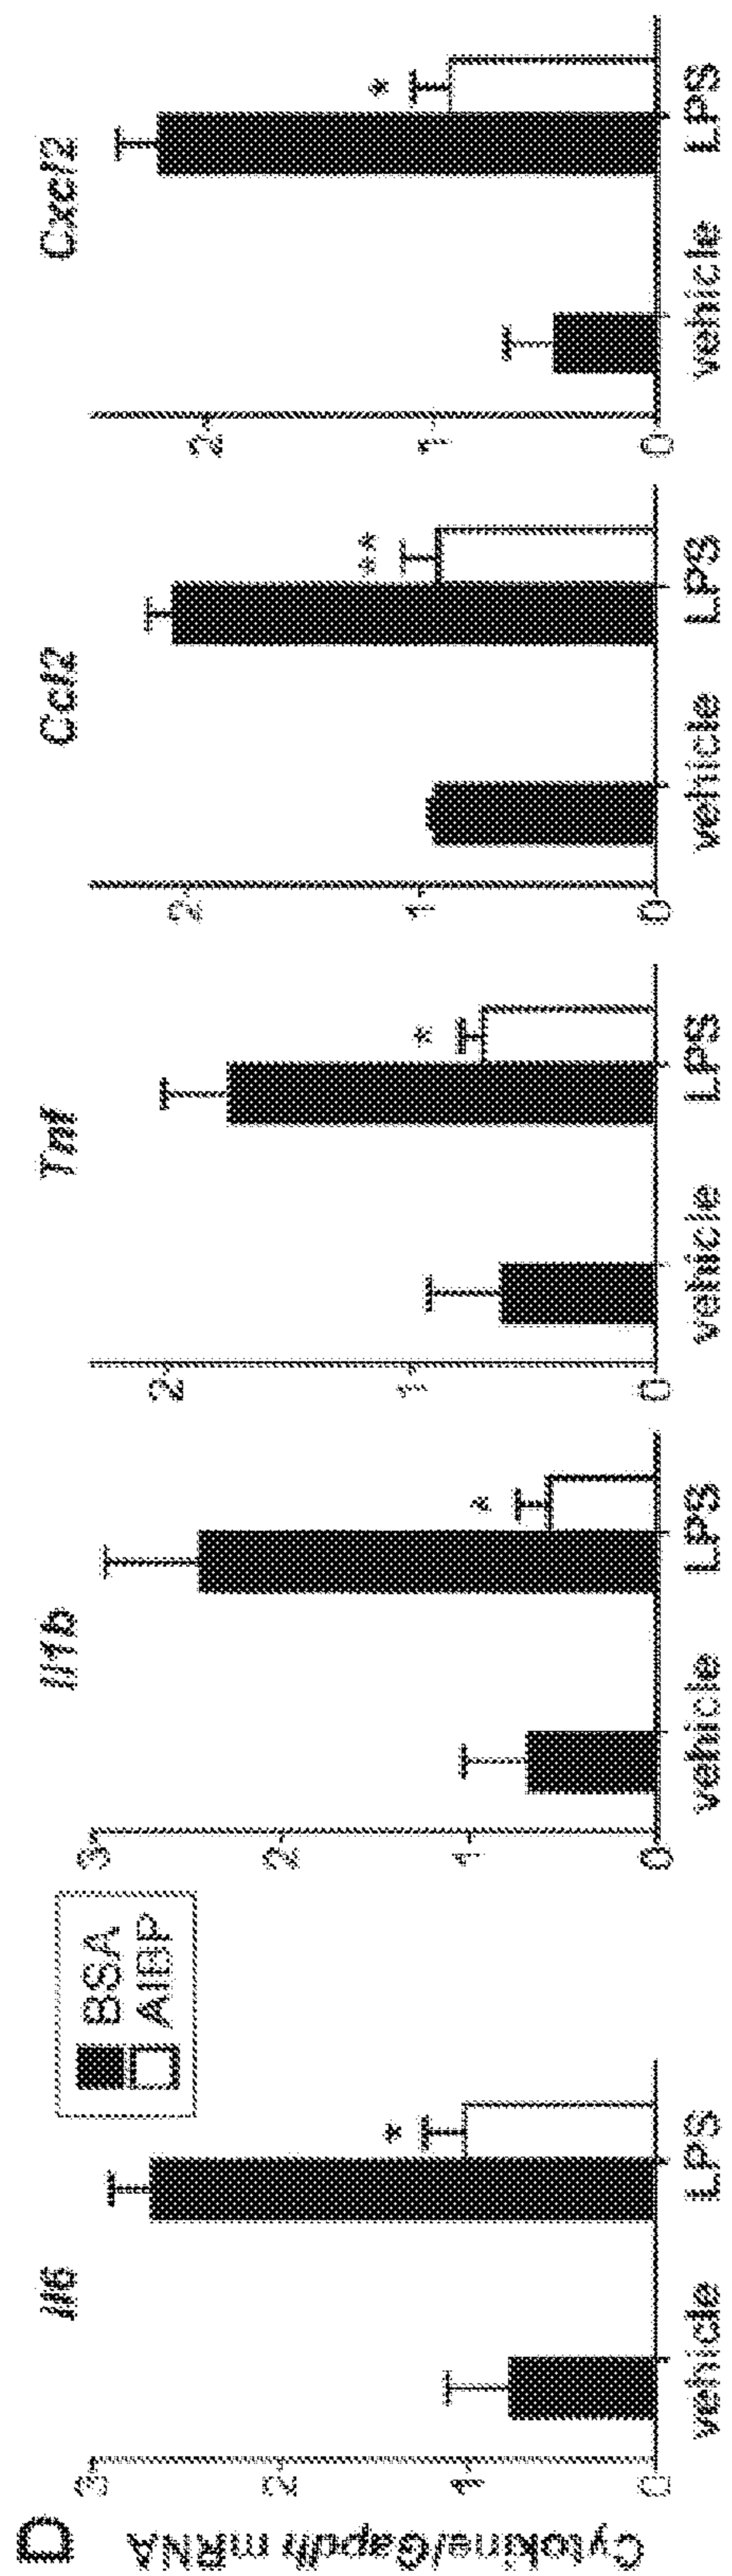 D
Cytokine/Gapdh mRNA
Il6
3
2
1
0
vehicle LPS
*
BSA
AIBP
Il1b
3
2
1
0
vehicle LPS
*
Tnf
2
1
0
vehicle LPS
*
Ccl2
2
1
0
vehicle LPS
**
Cxcl2
2
1
0
vehicle LPS
*